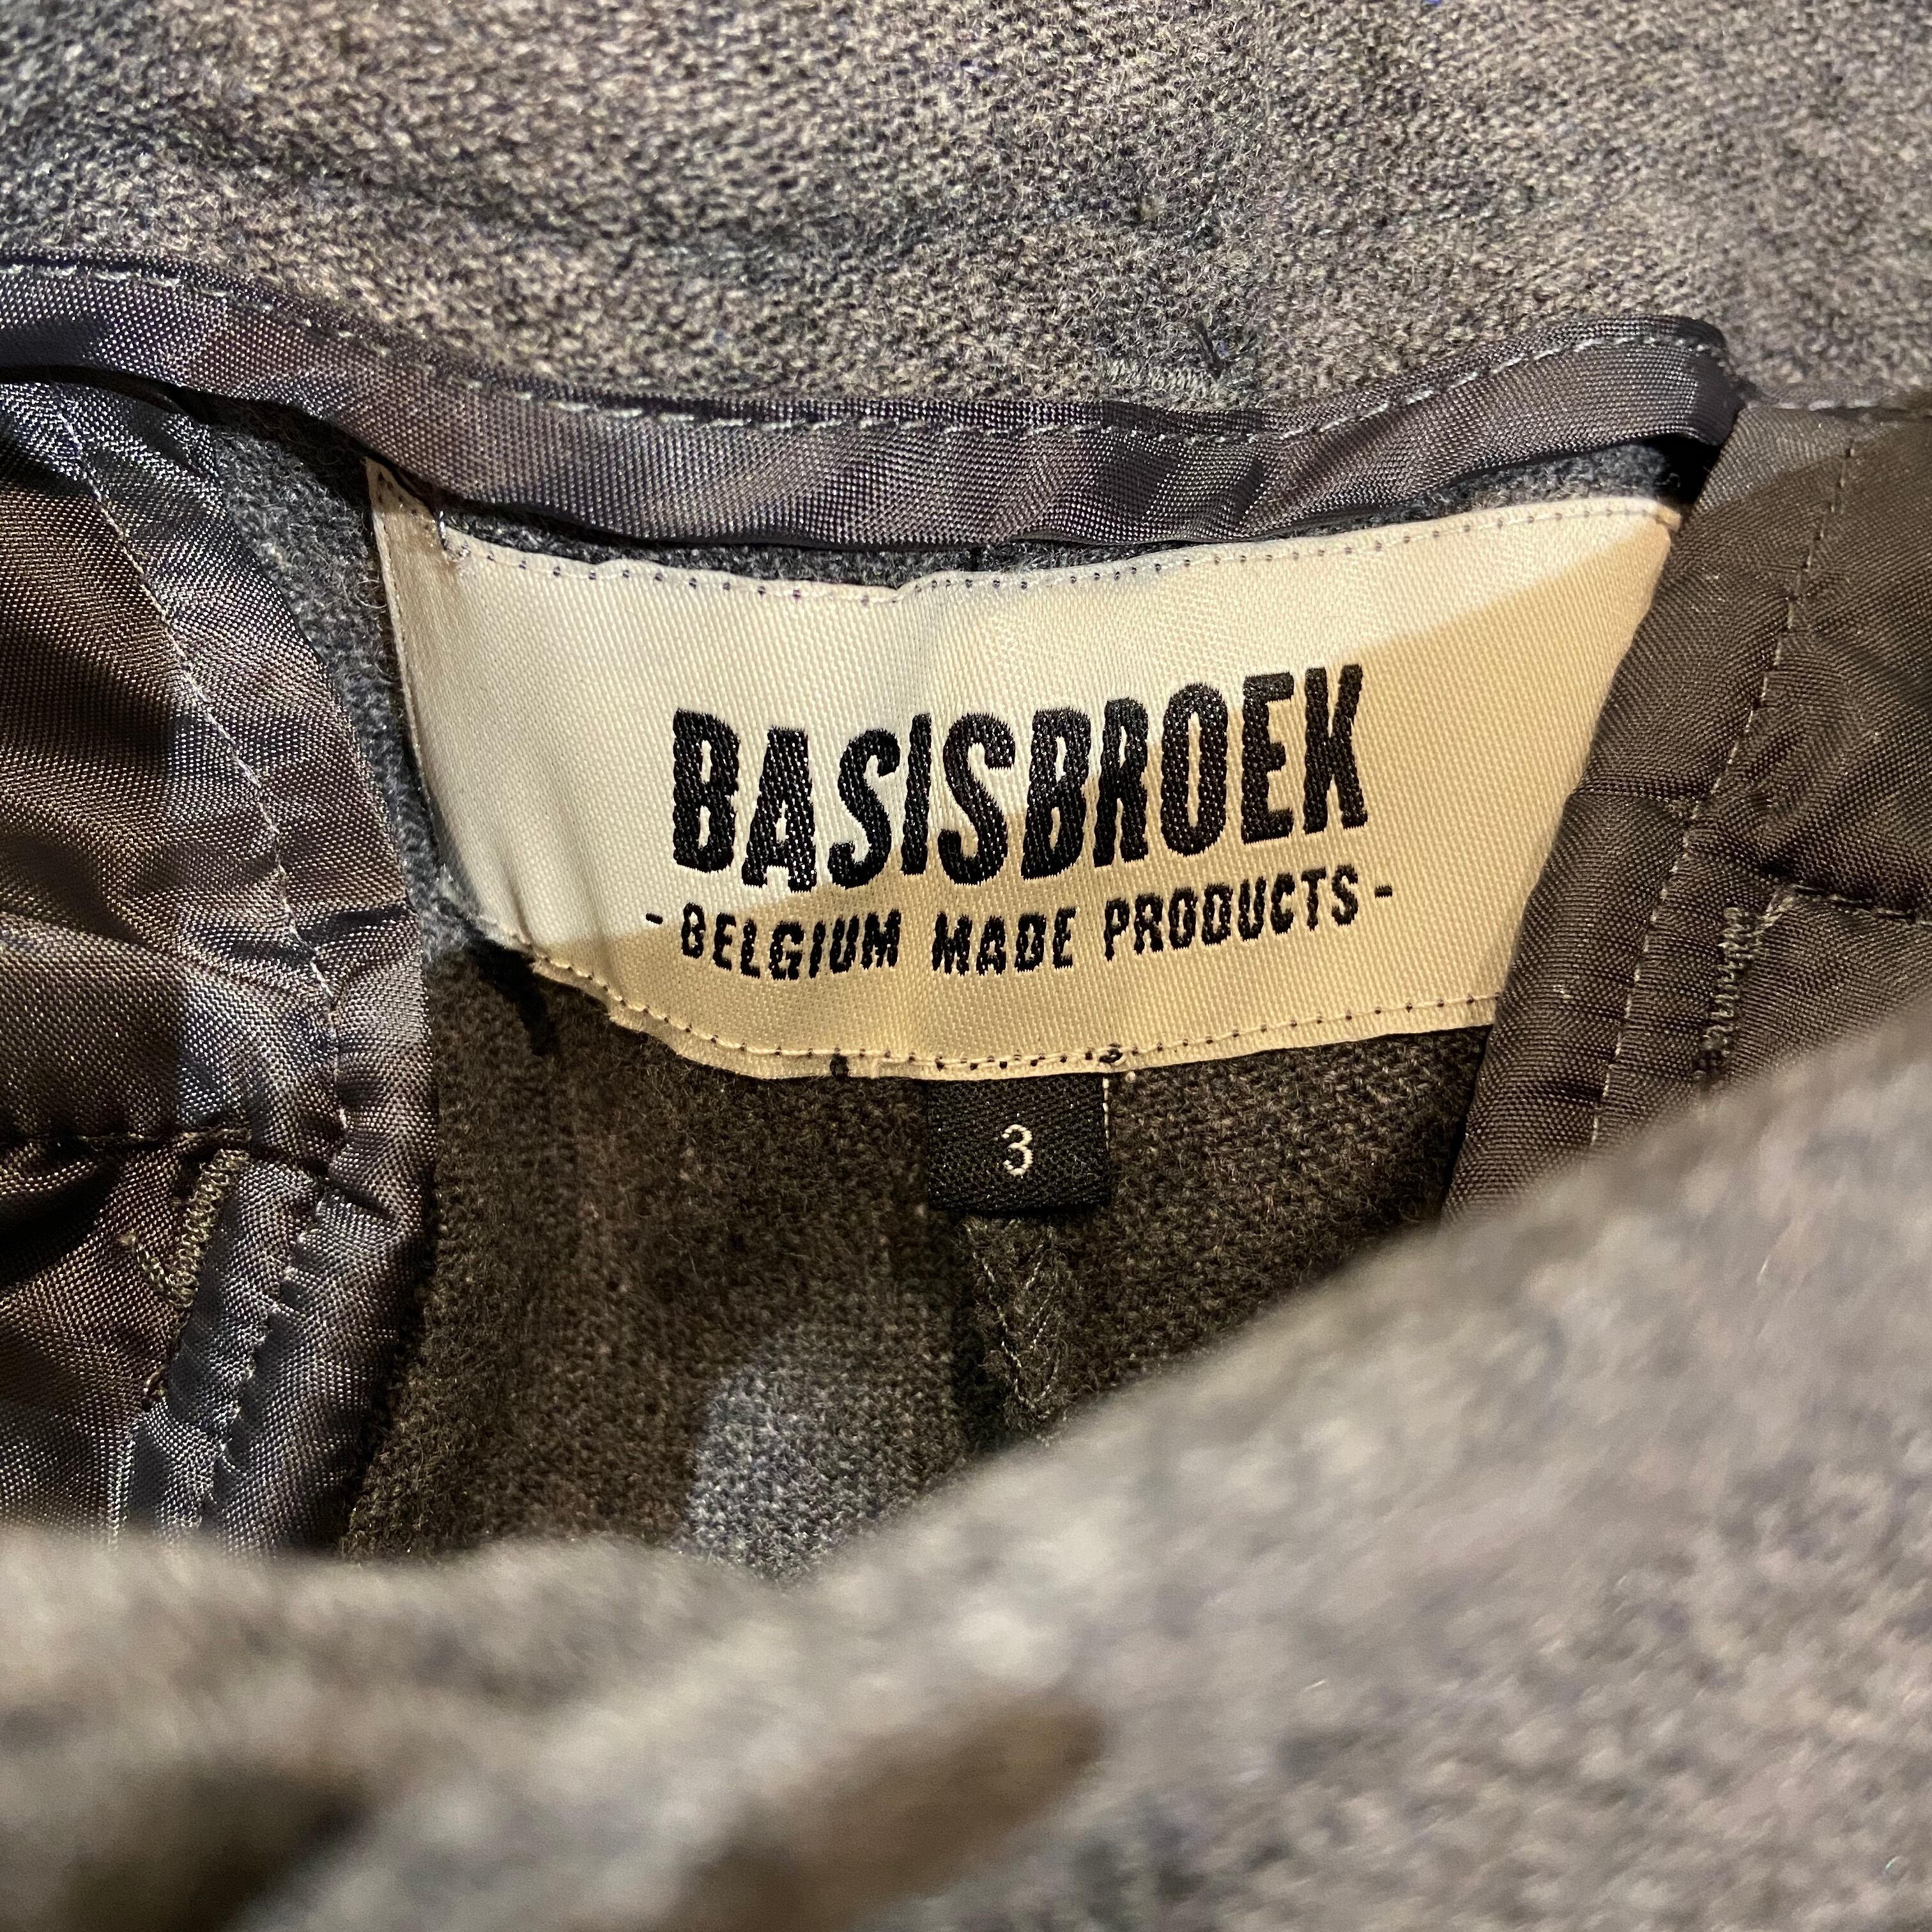 BASISBROEK
- BELGIUM MADE PRODUCTS -
3